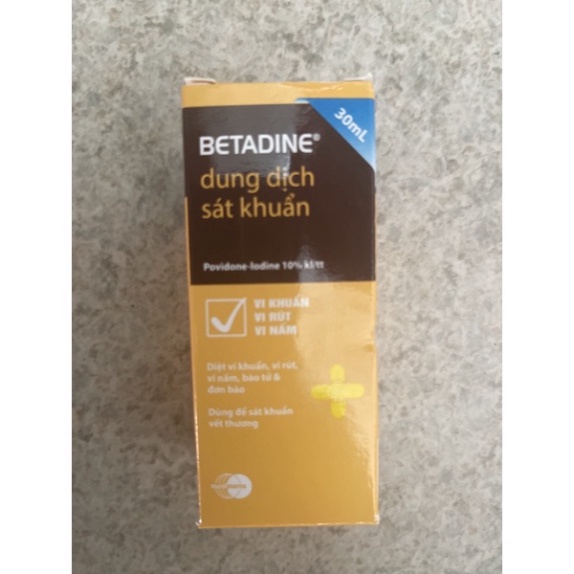 30mL
BETADINE®
dung dịch
sát khuẩn
Povidone-Iodine 10% kl/tt
VI KHUẨN
VI RÚT
VI NẤM
Diệt vi khuẩn, vi rút,
vi nấm, bào tử &
đơn bào
Dùng để sát khuẩn
vết thương